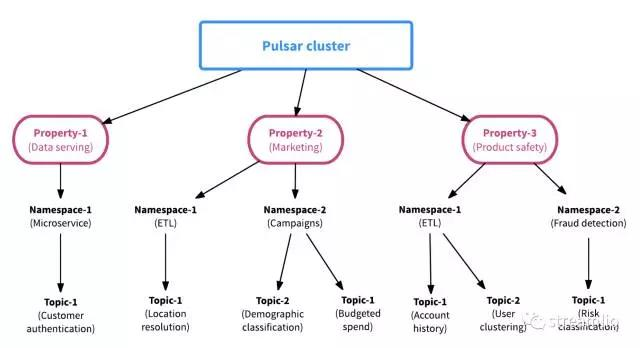 Pulsar cluster
Property-1
(Data serving)
Property-2
(Marketing)
Property-3
(Product safety)
Namespace-1
(Microservice)
Namespace-1
(ETL)
Namespace-2
(Campaigns)
Namespace-1
(ETL)
Namespace-2
(Fraud detection)
Topic-1
(Customer
authentication)
Topic-1
(Location
resolution)
Topic-2
(Demographic
classification)
Topic-1
(Budgeted
spend)
Topic-1
(Account
history)
Topic-2
(User
clustering)
Topic-1
(Risk
classification)
streamlio